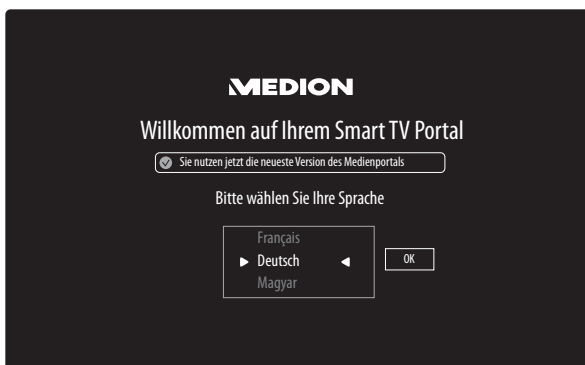 MEDION
Willkommen auf Ihrem Smart TV Portal
Sie nutzen jetzt die neueste Version des Medienportals
Bitte wählen Sie Ihre Sprache
Français
Deutsch
OK
Magyar